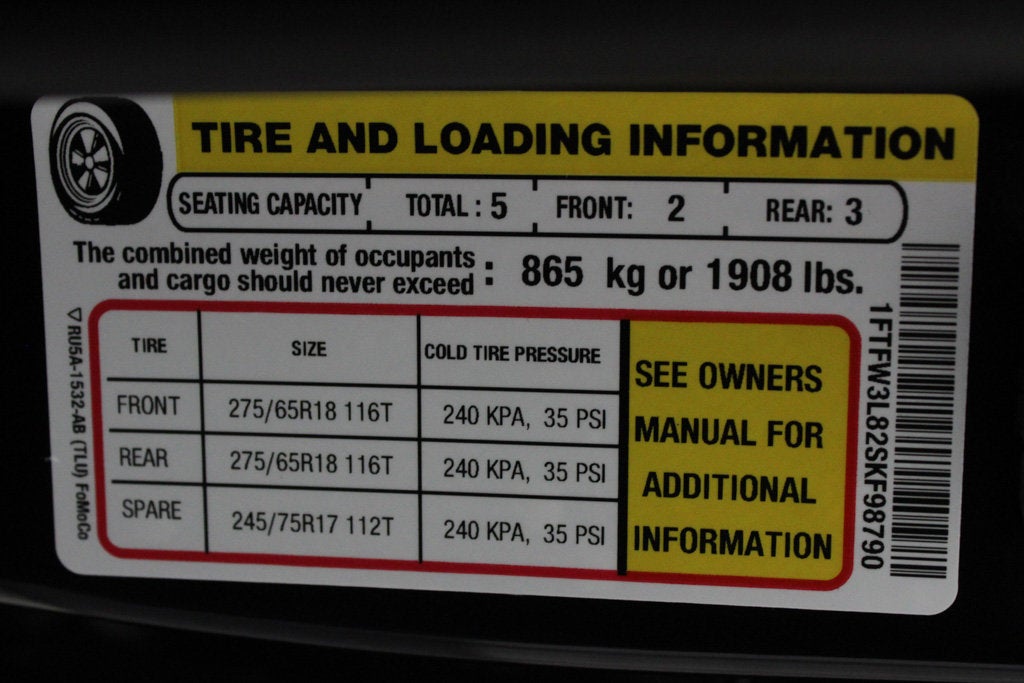 TIRE AND LOADING INFORMATION
SEATING CAPACITY TOTAL : 5 FRONT: 2 REAR: 3
The combined weight of occupants
and cargo should never exceed : 865 kg or 1908 lbs.
TIRE SIZE COLD TIRE PRESSURE
FRONT 275/65R18 116T 240 KPA, 35 PSI
REAR 275/65R18 116T 240 KPA, 35 PSI
SPARE 245/75R17 112T 240 KPA, 35 PSI
SEE OWNERS
MANUAL FOR
ADDITIONAL
INFORMATION
RU5A-1532-AB (TLU) FoMoCo
1FTFW3L82SKF98790